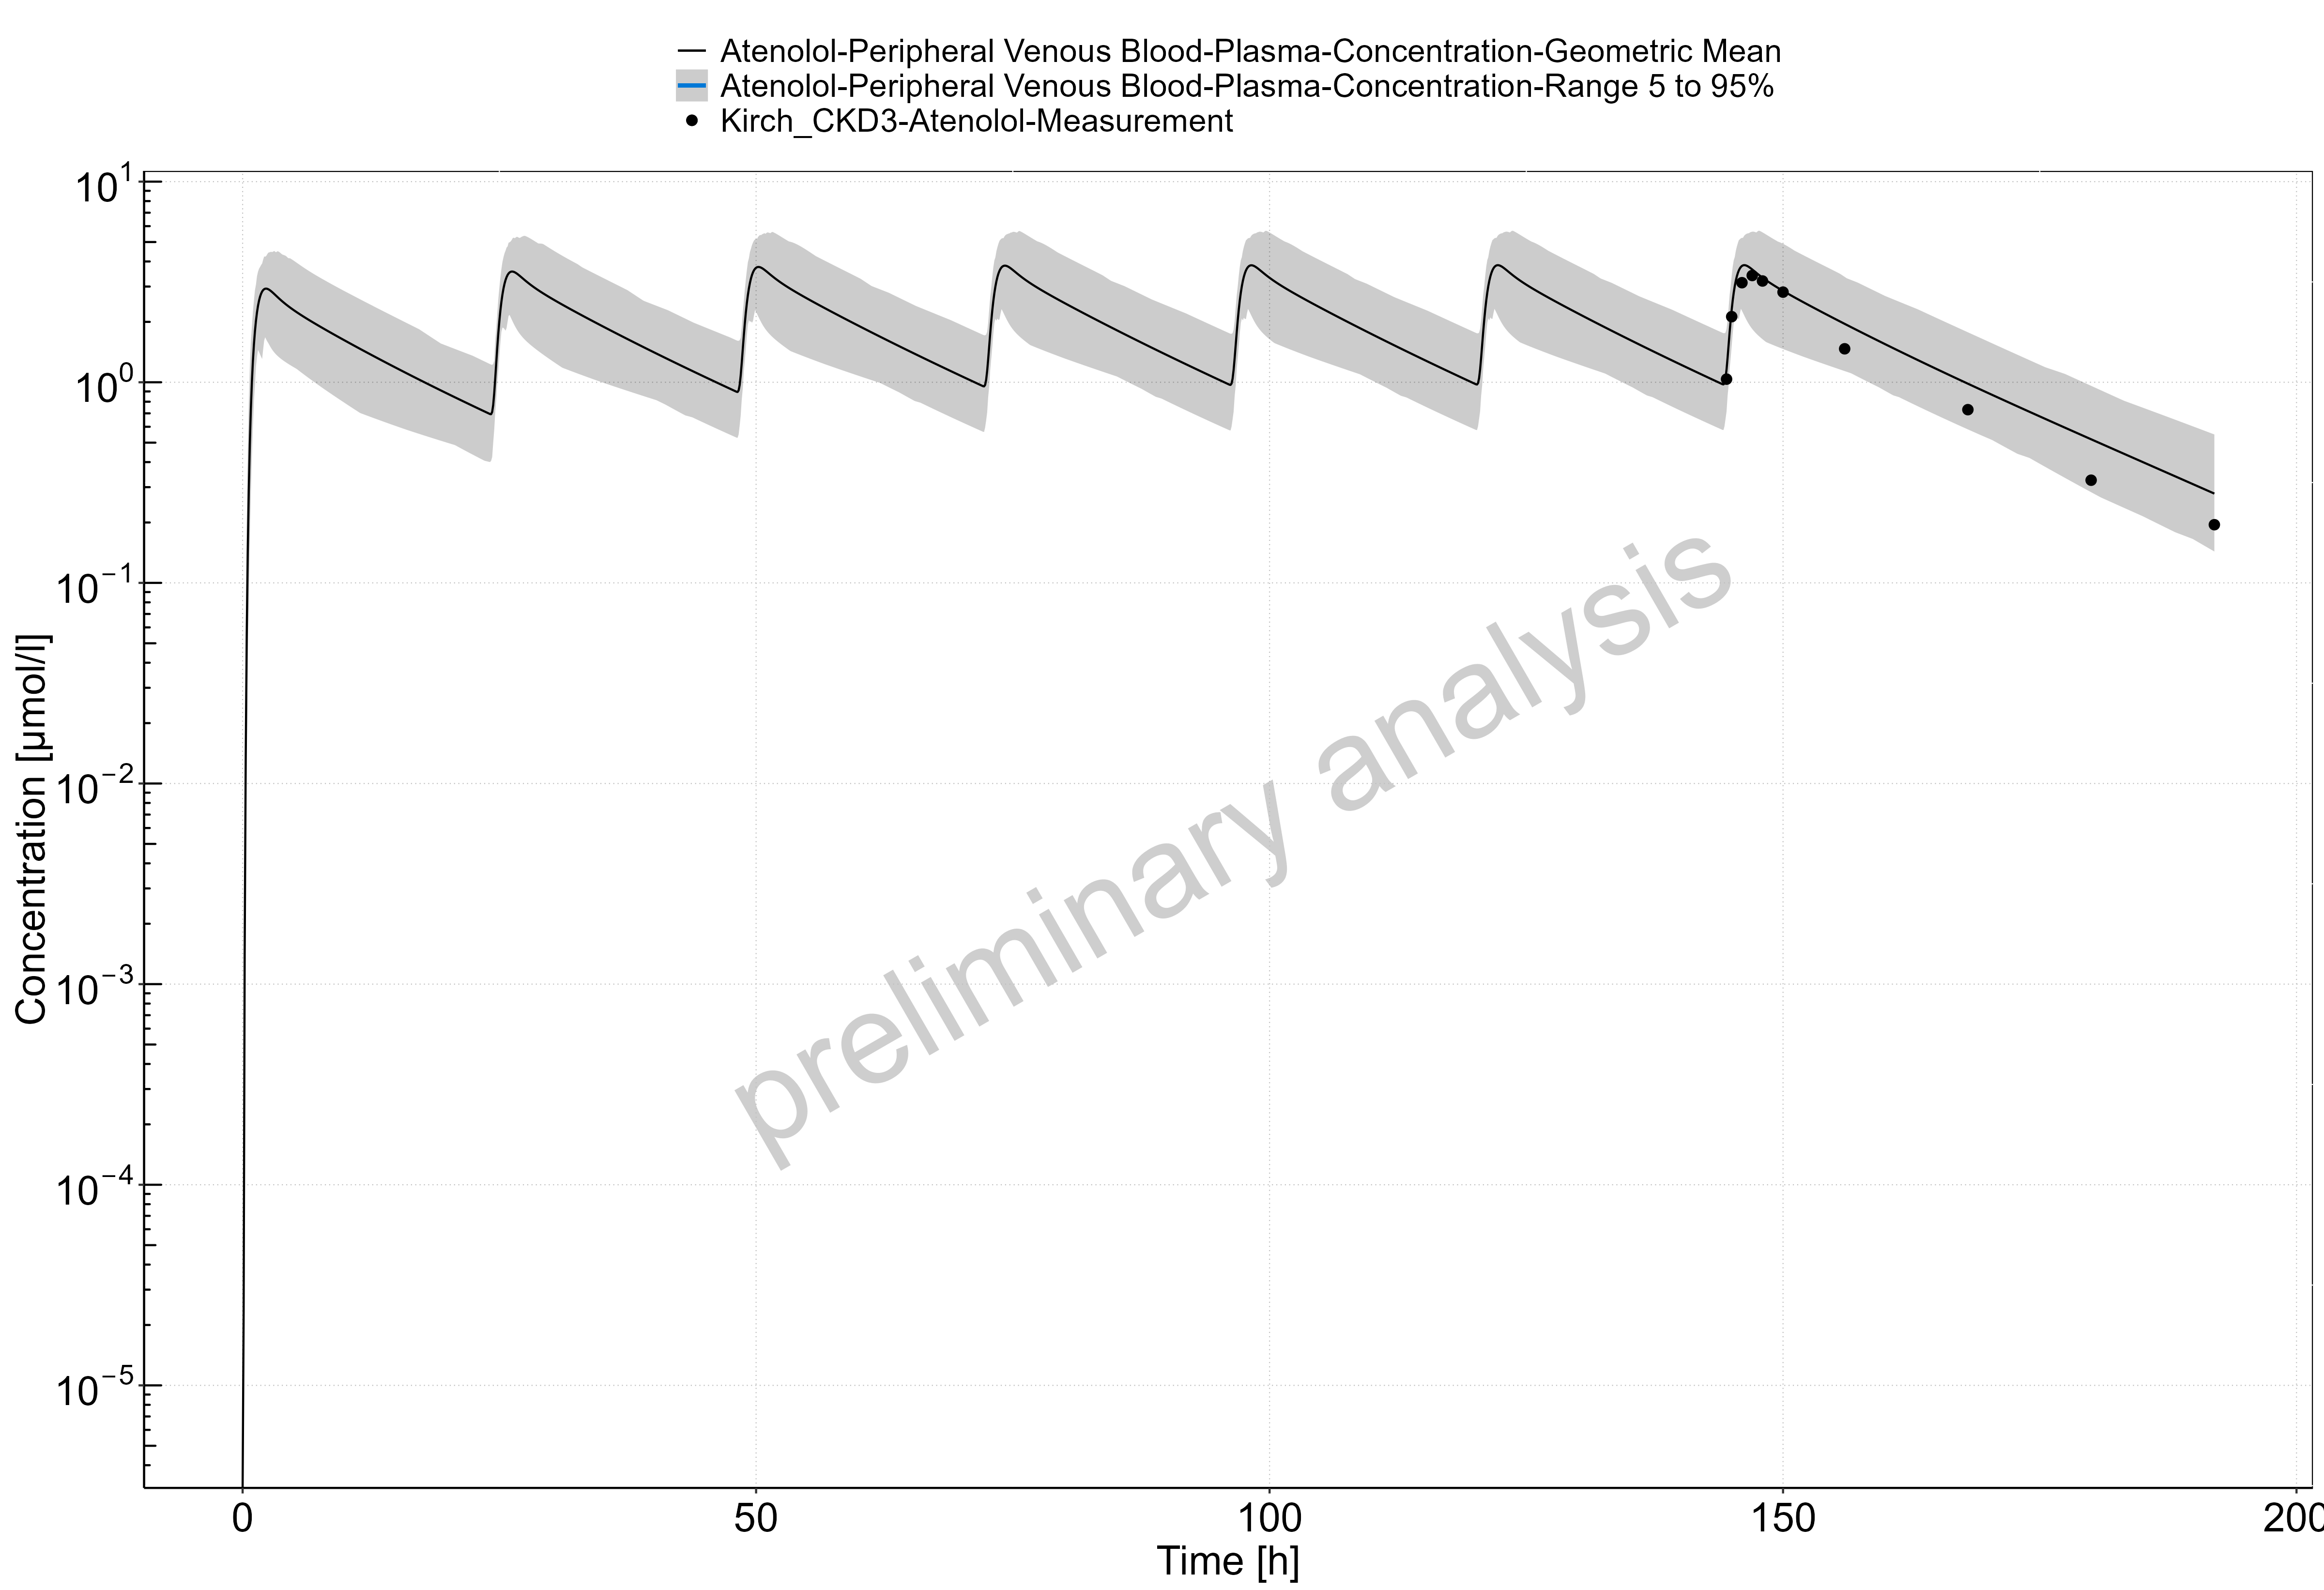 Atenolol-Peripheral Venous Blood-Plasma-Concentration-Geometric Mean
Atenolol-Peripheral Venous Blood-Plasma-Concentration-Range 5 to 95%
Kirch_CKD3-Atenolol-Measurement
10¹
10⁰
10⁻¹
10⁻²
10⁻³
10⁻⁴
10⁻⁵
Concentration [µmol/l]
preliminary analysis
0 50 100 150 200
Time [h]